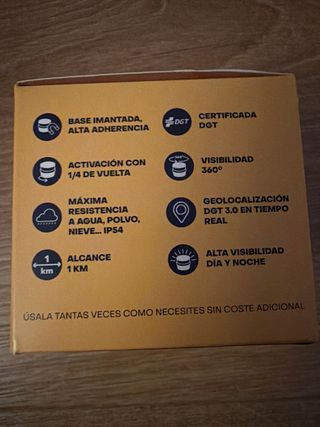 BASE IMANTADA,
ALTA ADHERENCIA
DGT
CERTIFICADA
DGT
ACTIVACIÓN CON
1/4 DE VUELTA
360°
VISIBILIDAD
360º
MÁXIMA
RESISTENCIA
A AGUA, POLVO,
NIEVE... IP54
GEOLOCALIZACIÓN
DGT 3.0 EN TIEMPO
REAL
1
km
ALCANCE
1 KM
ALTA VISIBILIDAD
DÍA Y NOCHE
ÚSALA TANTAS VECES COMO NECESITES SIN COSTE ADICIONAL